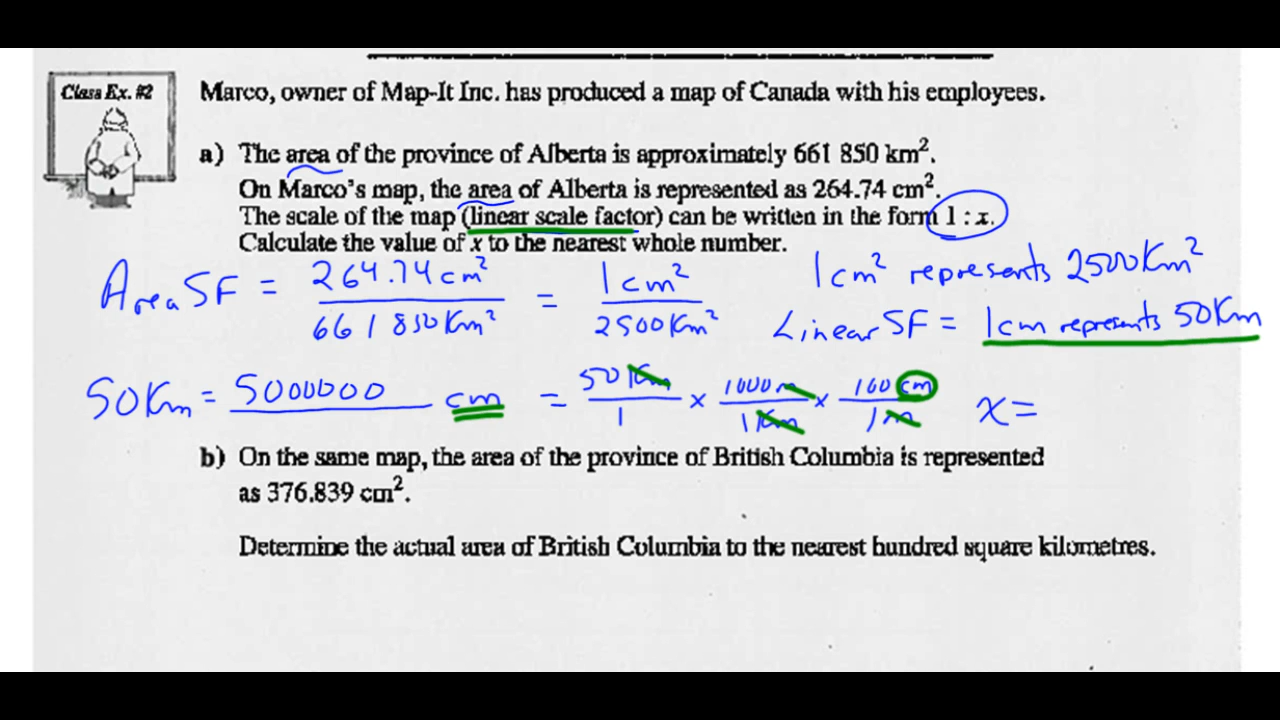 Class Ex. #2
Marco, owner of Map-It Inc. has produced a map of Canada with his employees.
a) The area of the province of Alberta is approximately 661 850 km².
On Marco's map, the area of Alberta is represented as 264.74 cm².
The scale of the map (linear scale factor) can be written in the form 1 : x.
Calculate the value of x to the nearest whole number.
Area SF = 264.74 cm² / 661 850 Km² = 1 cm² / 2500 Km²
1 cm² represents 2500 Km²
Linear SF = 1 cm represents 50 Km
50 Km = 5000000 cm = 50 Km / 1 × 1000 m / 1 Km × 100 cm / 1 m x =
b) On the same map, the area of the province of British Columbia is represented
as 376.839 cm².
Determine the actual area of British Columbia to the nearest hundred square kilometres.